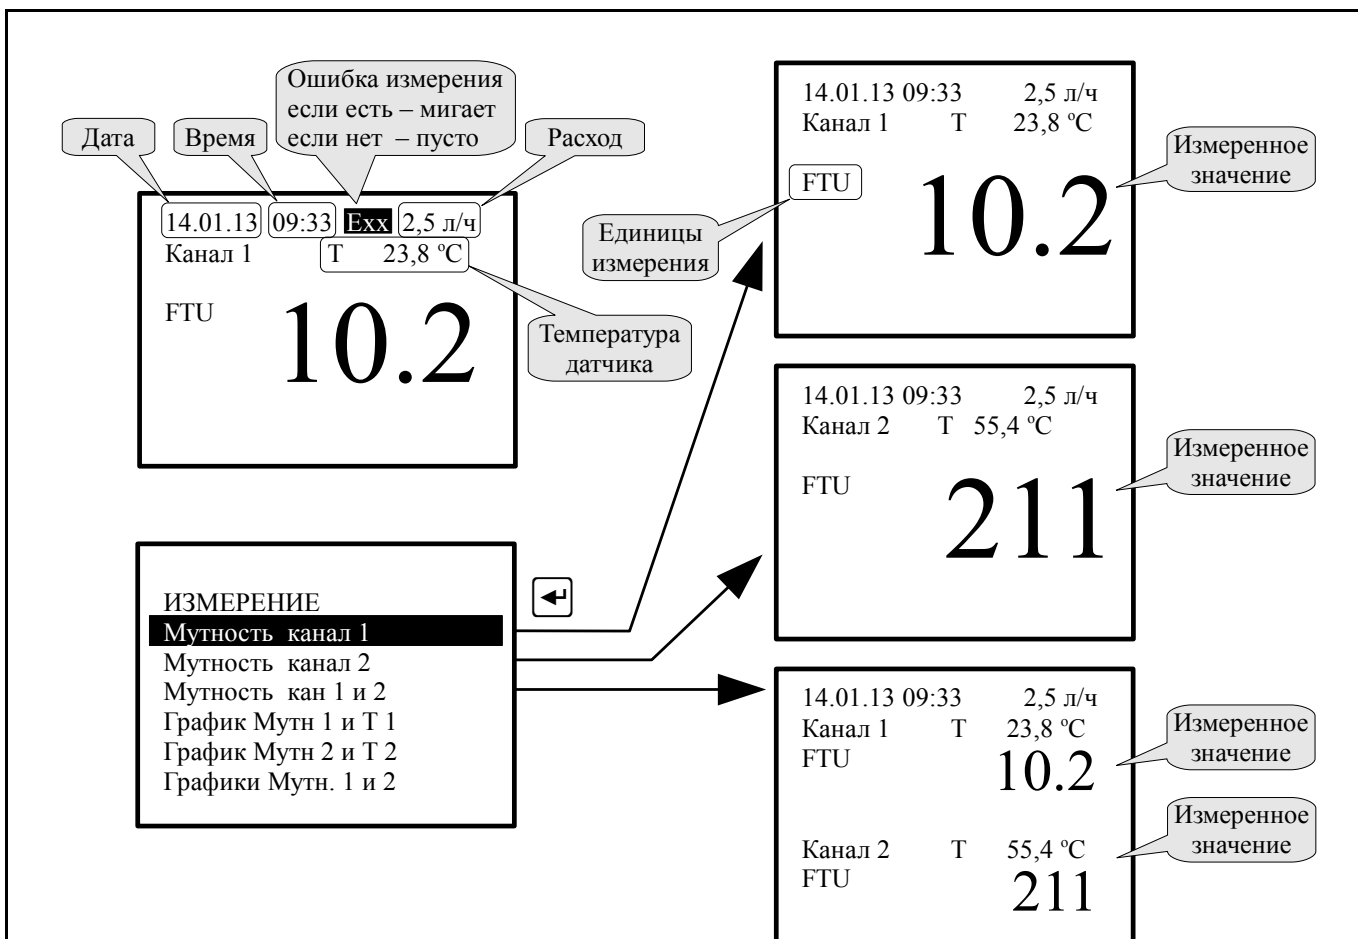 Ошибка измерения
если есть – мигает
если нет – пусто
Дата
Время
Расход
14.01.13 09:33 Exx 2,5 л/ч
Канал 1 T 23,8 ºC
FTU
10.2
Температура
датчика
14.01.13 09:33 2,5 л/ч
Канал 1 T 23,8 ºC
FTU
10.2
Измеренное
значение
Единицы
измерения
14.01.13 09:33 2,5 л/ч
Канал 2 T 55,4 ºC
FTU
211
Измеренное
значение
ИЗМЕРЕНИЕ
Мутность канал 1
Мутность канал 2
Мутность кан 1 и 2
График Мутн 1 и Т 1
График Мутн 2 и Т 2
Графики Мутн. 1 и 2
14.01.13 09:33 2,5 л/ч
Канал 1 T 23,8 ºC
FTU
10.2
Измеренное
значение
Канал 2 T 55,4 ºC
FTU
211
Измеренное
значение